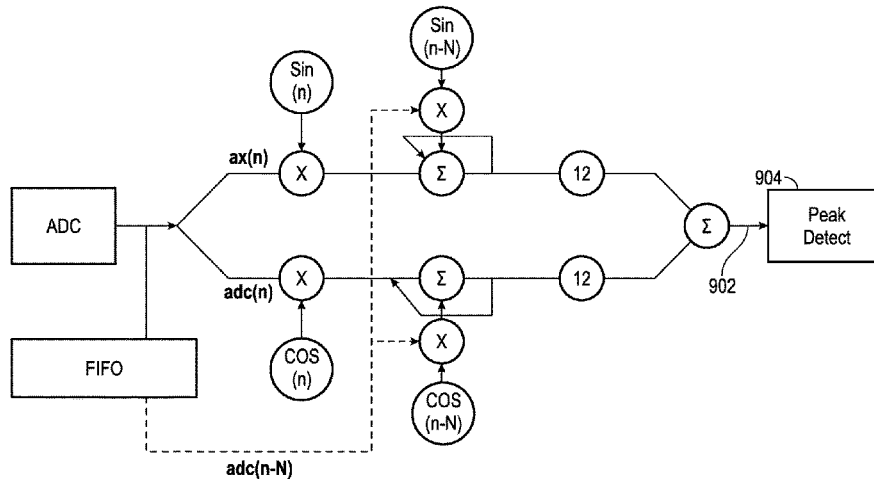 Sin
(n-N)
Sin
(n)
X
ax(n)
X
Σ
12
904
ADC
Σ
Peak
Detect
902
adc(n)
X
Σ
12
FIFO
COS
(n)
X
COS
(n-N)
adc(n-N)